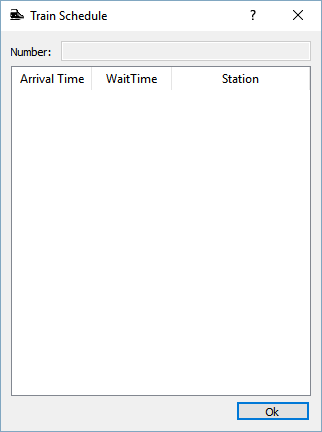 Train Schedule
Number:
Arrival Time WaitTime Station
Ok